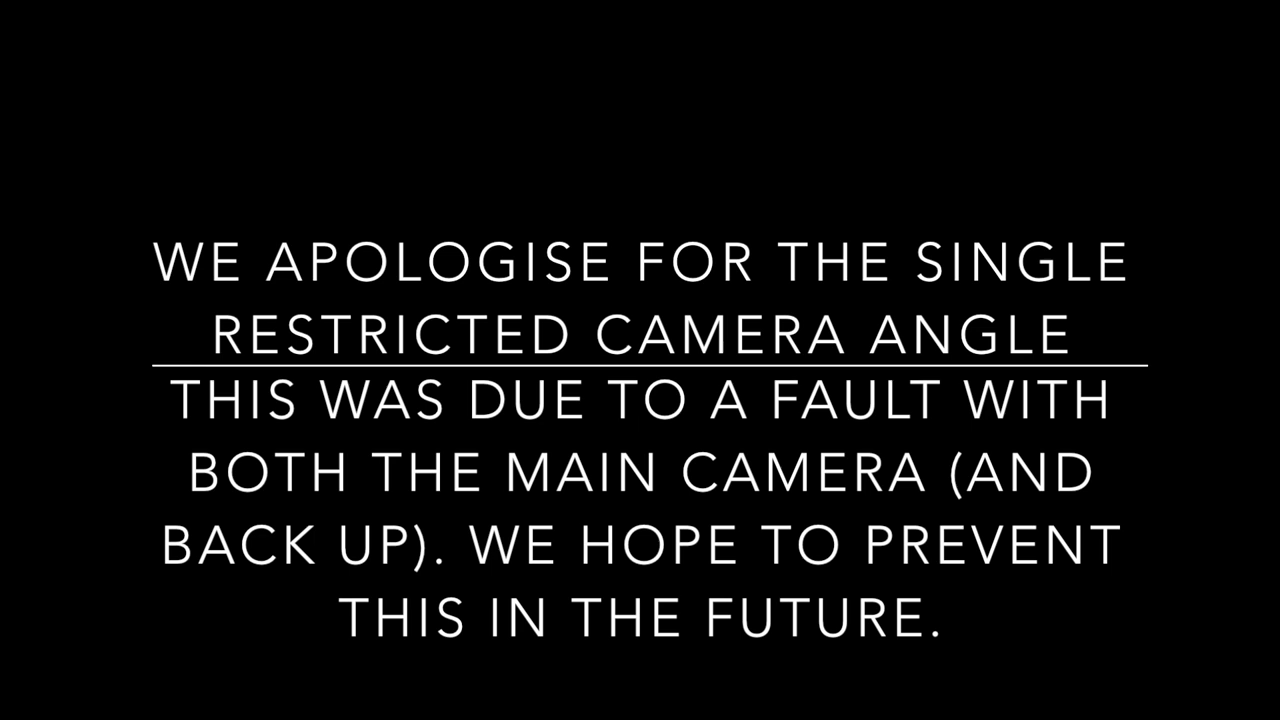 WE APOLOGISE FOR THE SINGLE
RESTRICTED CAMERA ANGLE
THIS WAS DUE TO A FAULT WITH
BOTH THE MAIN CAMERA (AND
BACK UP). WE HOPE TO PREVENT
THIS IN THE FUTURE.